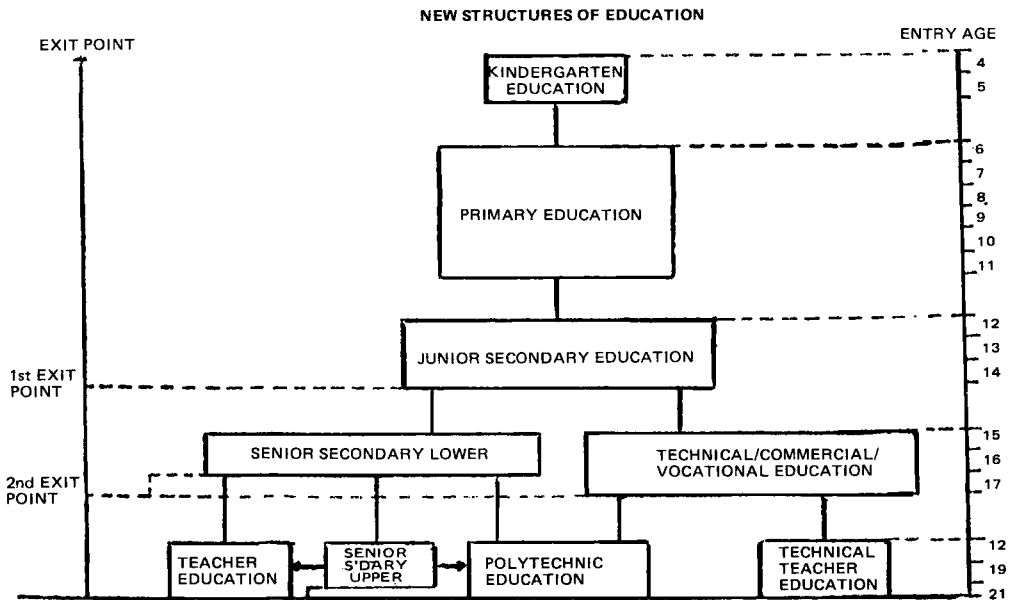 NEW STRUCTURES OF EDUCATION
EXIT POINT
ENTRY AGE
KINDERGARTEN
EDUCATION
4
5
6
7
PRIMARY EDUCATION
8
9
10
11
12
JUNIOR SECONDARY EDUCATION
13
14
1st EXIT
POINT
15
SENIOR SECONDARY LOWER
TECHNICAL/COMMERCIAL/
VOCATIONAL EDUCATION
16
17
2nd EXIT
POINT
TEACHER
EDUCATION
SENIOR
S'DARY
UPPER
POLYTECHNIC
EDUCATION
TECHNICAL
TEACHER
EDUCATION
12
19
21